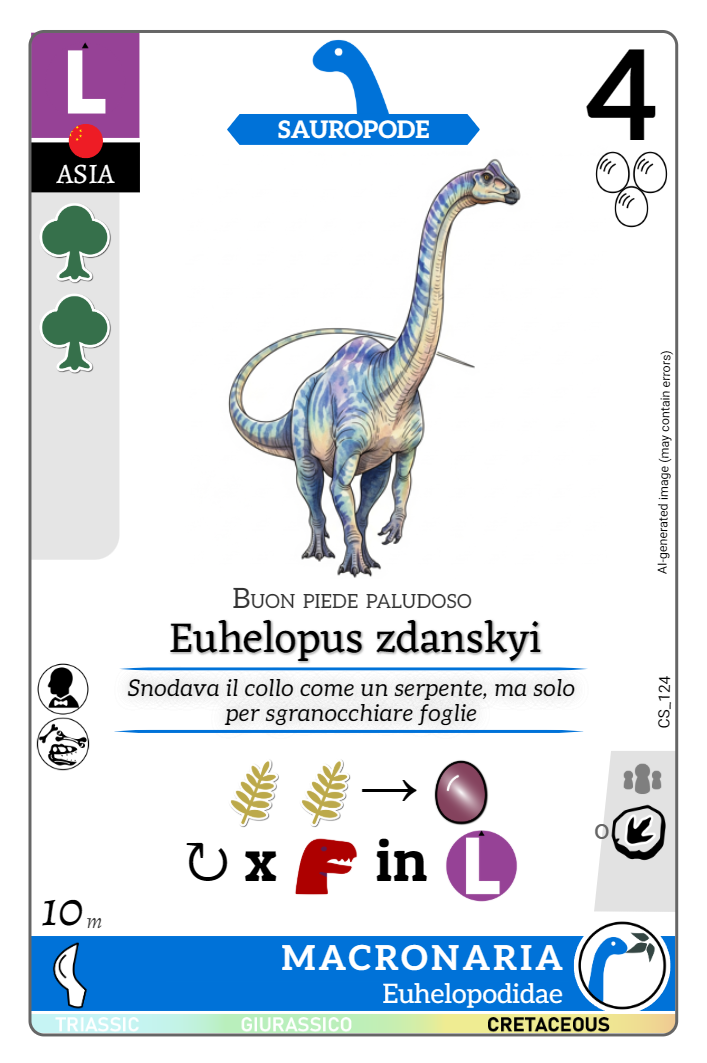 L
SAUROPODE
4
ASIA
AI-generated image (may contain errors)
Buon piede paludoso
Euhelopus zdanskyi
Snodava il collo come un serpente, ma solo
per sgranocchiare foglie
CS_124
x in L
o
10 m
MACRONARIA
Euhelopodidae
TRIASSIC GIURASSICO CRETACEOUS